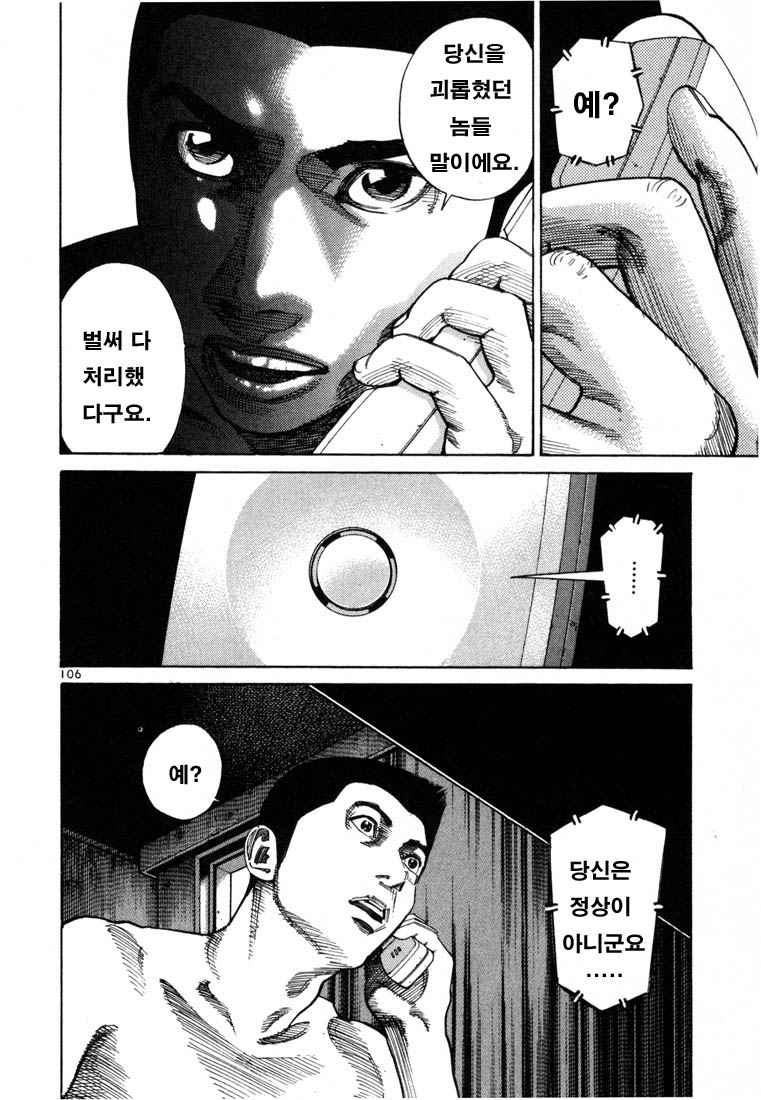 예?
당신을
괴롭혔던
놈들
말이에요.
벌써 다
처리했
다구요.
......
106
당신은
정상이
아니군요
.....
예?